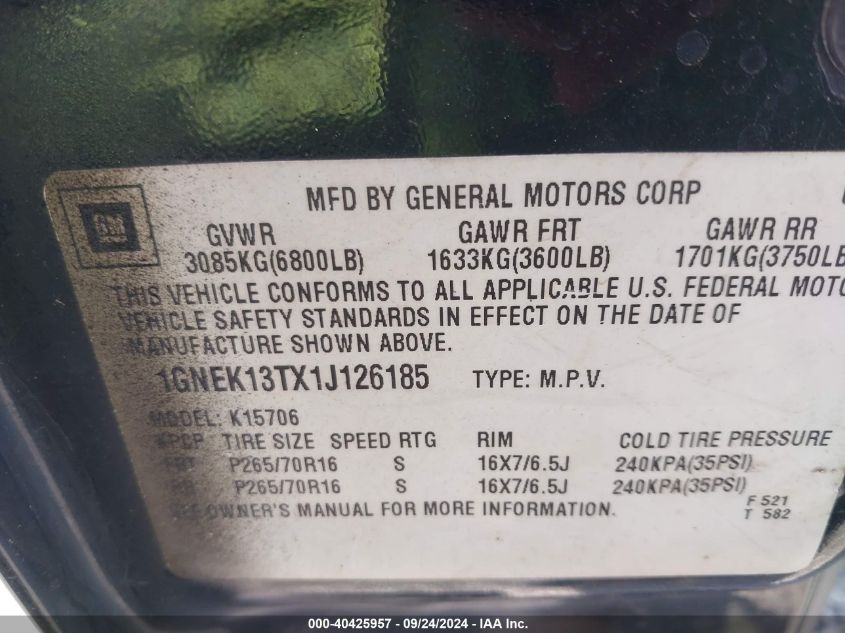 GM
MFD BY GENERAL MOTORS CORP
GVWR GAWR FRT GAWR RR
3085KG(6800LB) 1633KG(3600LB) 1701KG(3750LB
THIS VEHICLE CONFORMS TO ALL APPLICABLE U.S. FEDERAL MOTO
VEHICLE SAFETY STANDARDS IN EFFECT ON THE DATE OF
MANUFACTURE SHOWN ABOVE.
1GNEK13TX1J126185 TYPE: M.P.V.
MODEL: K15706
TIRE SIZE SPEED RTG RIM COLD TIRE PRESSURE
FRT P265/70R16 S 16X7/6.5J 240KPA(35PSI)
RR P265/70R16 S 16X7/6.5J 240KPA(35PSI)
SEE OWNER'S MANUAL FOR MORE INFORMATION.
F 521
T 582
000-40425957 - 09/24/2024 - IAA Inc.